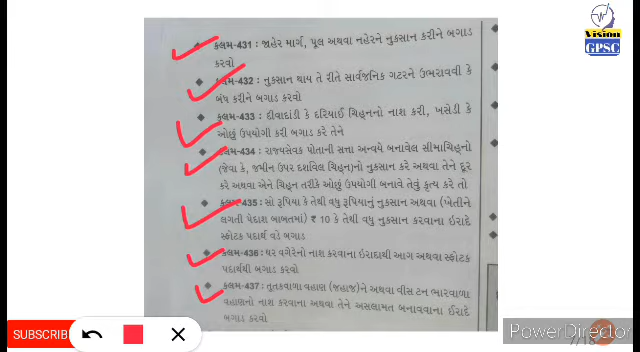 Vision
GPSC
કલમ-431 : જાહેર માર્ગ, પૂલ અથવા નહેરને નુકસાન કરીને બગાડ
કરવો
કલમ-432 : નુકસાન થાય તે રીતે સાર્વજનિક ગટરને ઉભરાવવી કે
બંધ કરીને બગાડ કરવો
કલમ-433 : દીવાદાંડી કે દરિયાઈ ચિહ્નનો નાશ કરી, ખસેડી કે
ઓછું ઉપયોગી કરી બગાડ કરે તેને
કલમ-434 : રાજ્યસેવક પોતાની સત્તા અન્વયે બનાવેલ સીમાચિહ્નો
(જેવા કે, જમીન ઉપર દર્શાવેલ ચિહ્ન)નો નુકસાન કરે અથવા તેને દૂર
કરે અથવા એને ચિહ્ન તરીકે ઓછું ઉપયોગી બનાવે તેવું કૃત્ય કરે તો
કલમ-435 : સો રૂપિયા કે તેથી વધુ રૂપિયાનું નુકસાન અથવા (ખેતીને
લગતી પેદાશ બાબતમાં) ₹ 10 કે તેથી વધુ નુકસાન કરવાના ઇરાદે
સ્ફોટક પદાર્થ વડે બગાડ
કલમ-436 : ઘર વગેરેનો નાશ કરવાના ઇરાદાથી આગ અથવા સ્ફોટક
પદાર્થથી બગાડ કરવો
કલમ-437 : તૂતકવાળા વહાણ (જહાજ)ને અથવા વીસ ટન ભારવાળા
વહાણનો નાશ કરવાના અથવા તેને અસલામત બનાવવાના ઇરાદે
બગાડ કરવો
SUBSCRIBE
PowerDirector